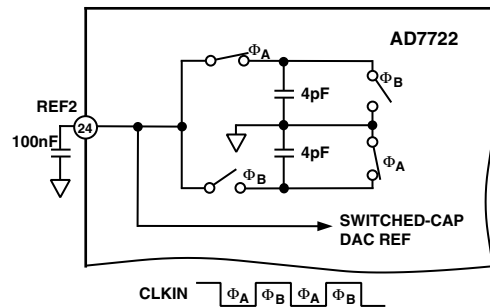 AD7722
ΦA
ΦB
REF2
4pF
24
100nF
4pF
ΦB
ΦA
SWITCHED-CAP
DAC REF
CLKIN ΦA ΦB ΦA ΦB